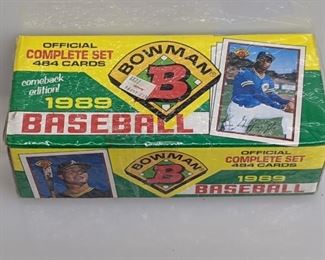 OFFICIAL
COMPLETE SET
484 CARDS
comeback
edition!
1989
BASEBALL
BOWMAN
B
BOWMAN
B
OFFICIAL
COMPLETE SET
484 CARDS
1989
BASEBALL